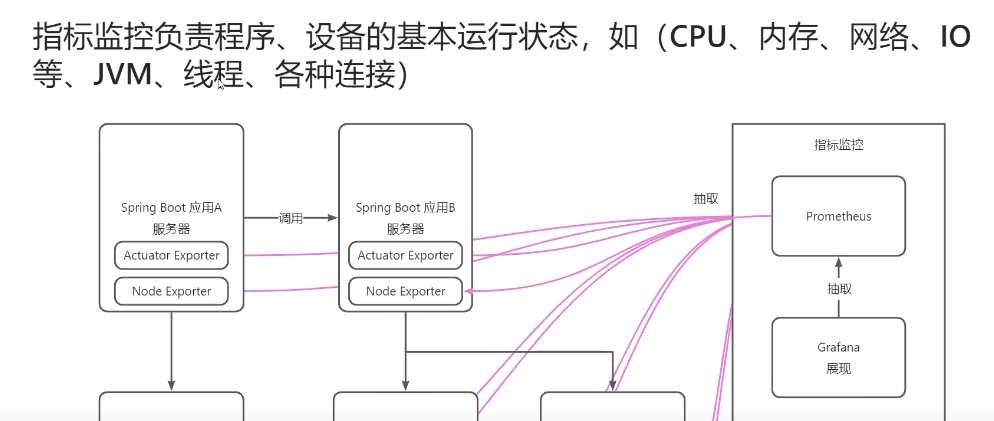 指标监控负责程序、设备的基本运行状态，如（CPU、内存、网络、IO
等、JVM、线程、各种连接）
指标监控
抽取
Prometheus
Spring Boot 应用A
服务器
调用
Spring Boot 应用B
服务器
Actuator Exporter
Actuator Exporter
Node Exporter
Node Exporter
抽取
Grafana
展现